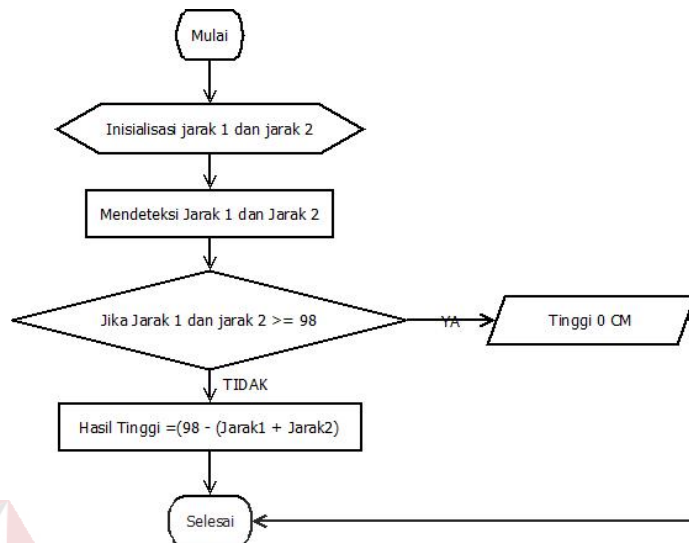 Mulai
Inisialisasi jarak 1 dan jarak 2
Mendeteksi Jarak 1 dan Jarak 2
Jika Jarak 1 dan jarak 2 >= 98
YA
Tinggi 0 CM
TIDAK
Hasil Tinggi =(98 - (Jarak1 + Jarak2)
Selesai